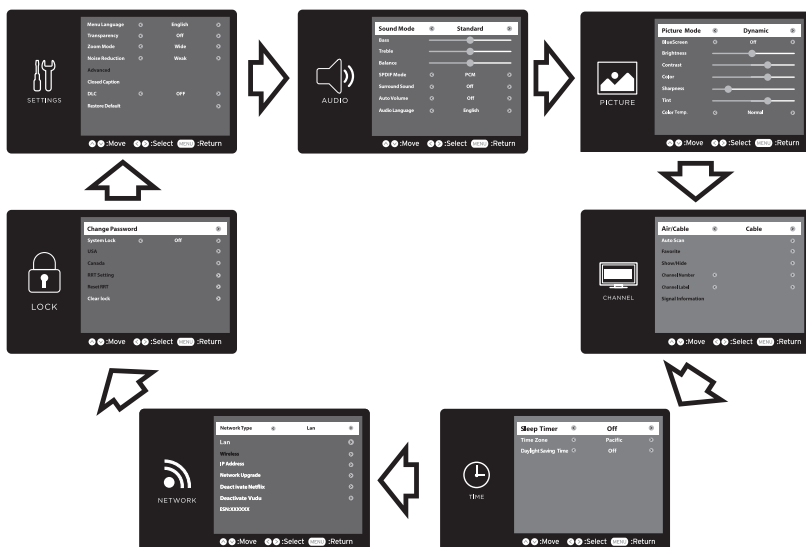 SETTINGS
Menu Language English
Transparency Off
Zoom Mode Wide
Noise Reduction Weak
Advanced
Closed Caption
DLC OFF
Restore Default
:Move :Select MENU :Return
AUDIO
Sound Mode Standard
Bass
Treble
Balance
SPDIF Mode PCM
Surround Sound Off
Auto Volume Off
Audio Language English
:Move :Select MENU :Return
PICTURE
Picture Mode Dynamic
BlueScreen Off
Brightness
Contrast
Color
Sharpness
Tint
Color Temp. Normal
:Move :Select MENU :Return
LOCK
Change Password
System Lock Off
USA
Canada
RRT Setting
Reset RRT
Clear lock
:Move :Select MENU :Return
CHANNEL
Air/Cable Cable
Auto Scan
Favorite
Show/Hide
Channel Number
Channel Label
Signal Information
:Move :Select MENU :Return
NETWORK
Network Type Lan
Lan
Wireless
IP Address
Network Upgrade
Deactivate Netflix
Deactivate Vudu
ESN:XXXXXX
:Move :Select MENU :Return
TIME
Sleep Timer Off
Time Zone Pacific
Daylight Saving Time Off
:Move :Select MENU :Return